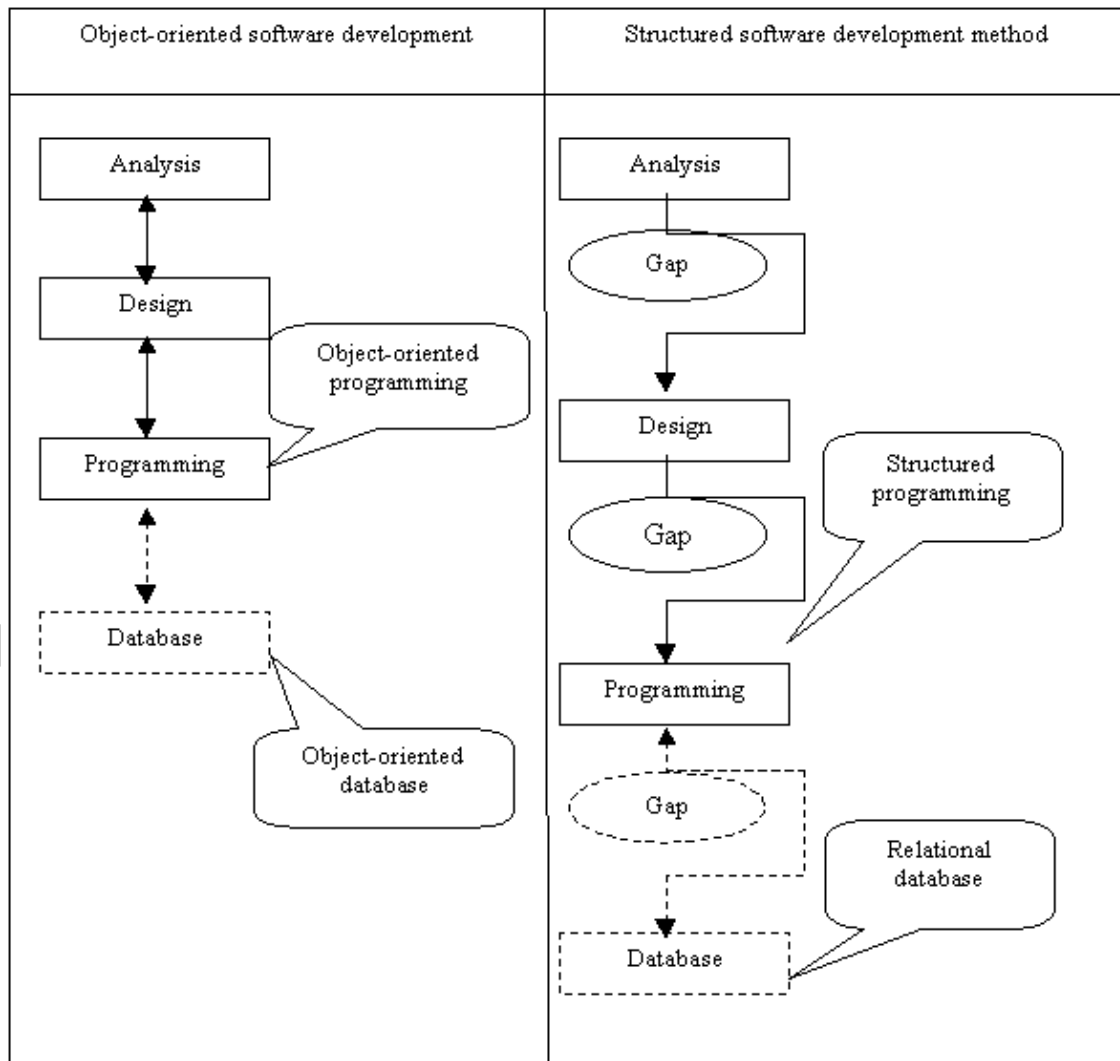 Object-oriented software development
Structured software development method
Analysis
Design
Object-oriented
programming
Programming
Database
Object-oriented
database
Analysis
Gap
Design
Structured
programming
Gap
Programming
Gap
Relational
database
Database